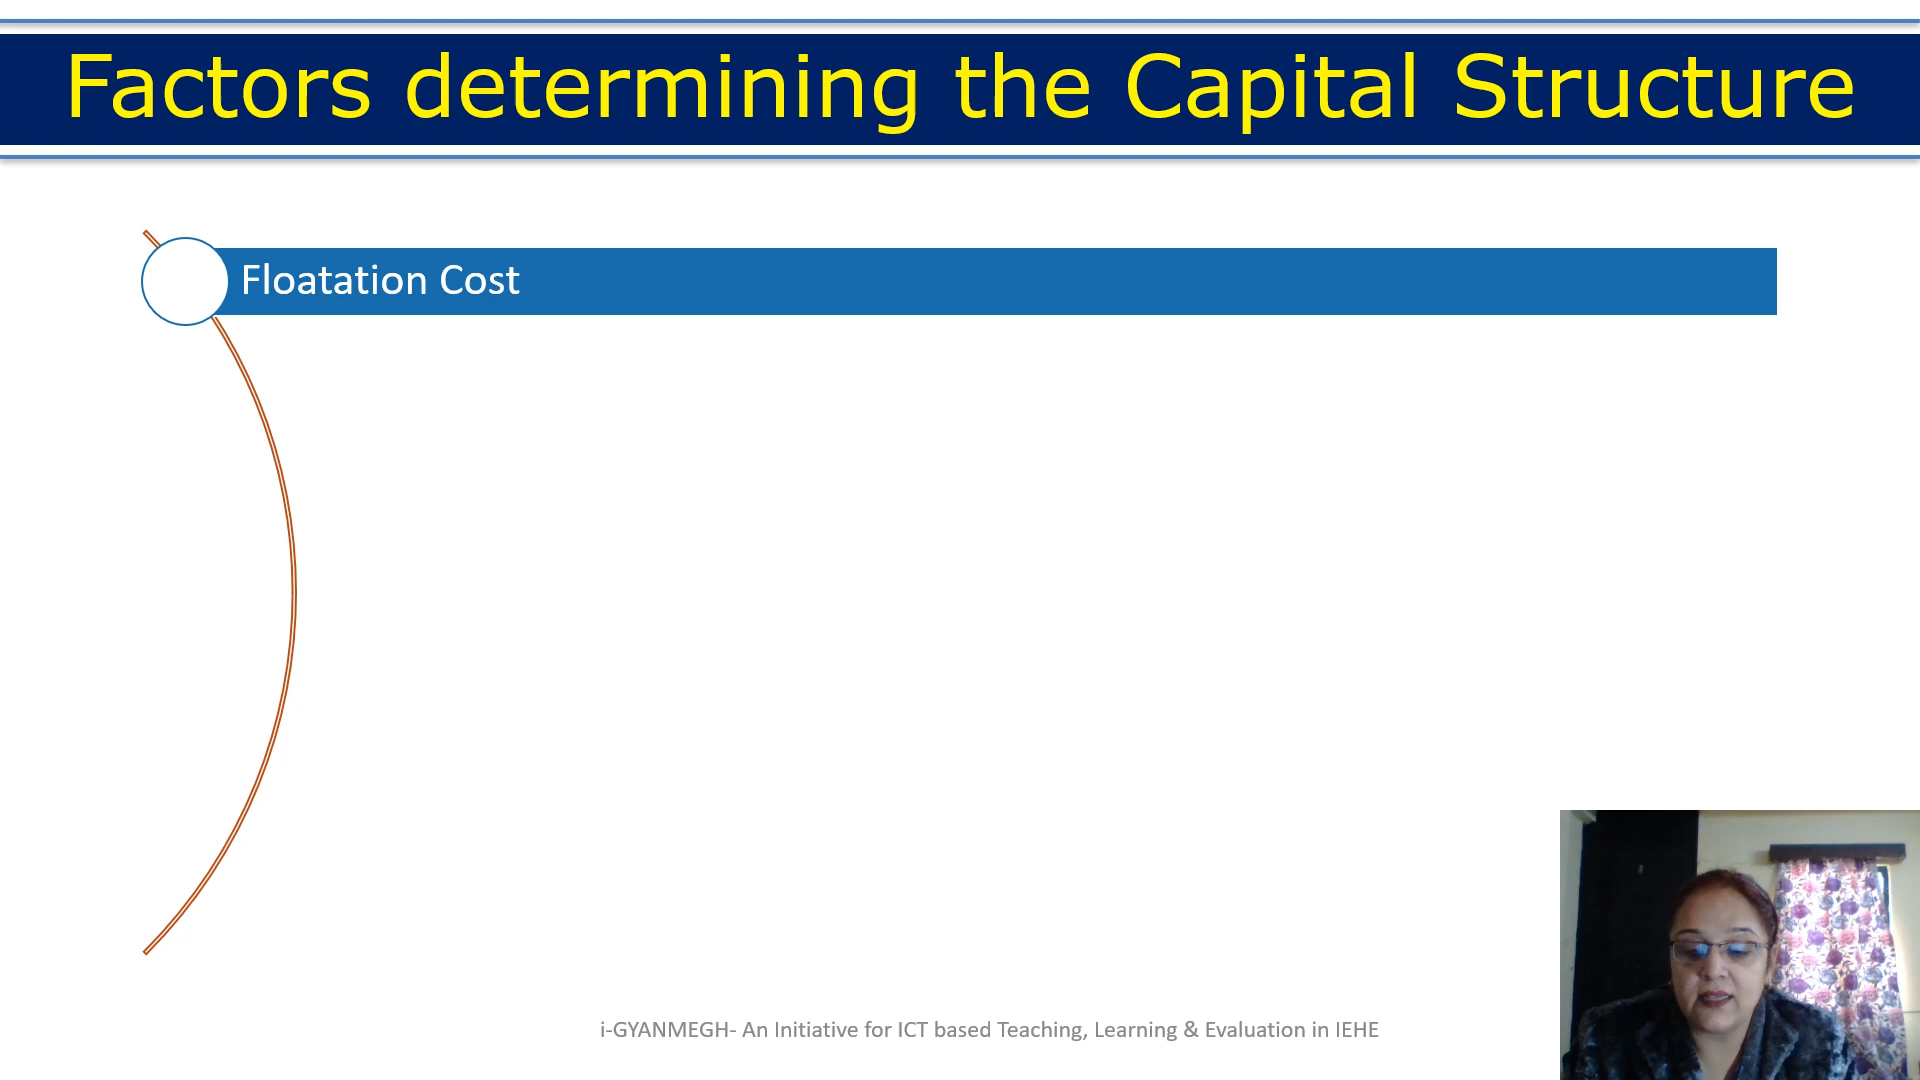 Factors determining the Capital Structure
Floatation Cost
i-GYANMEGH- An Initiative for ICT based Teaching, Learning & Evaluation in IEHE